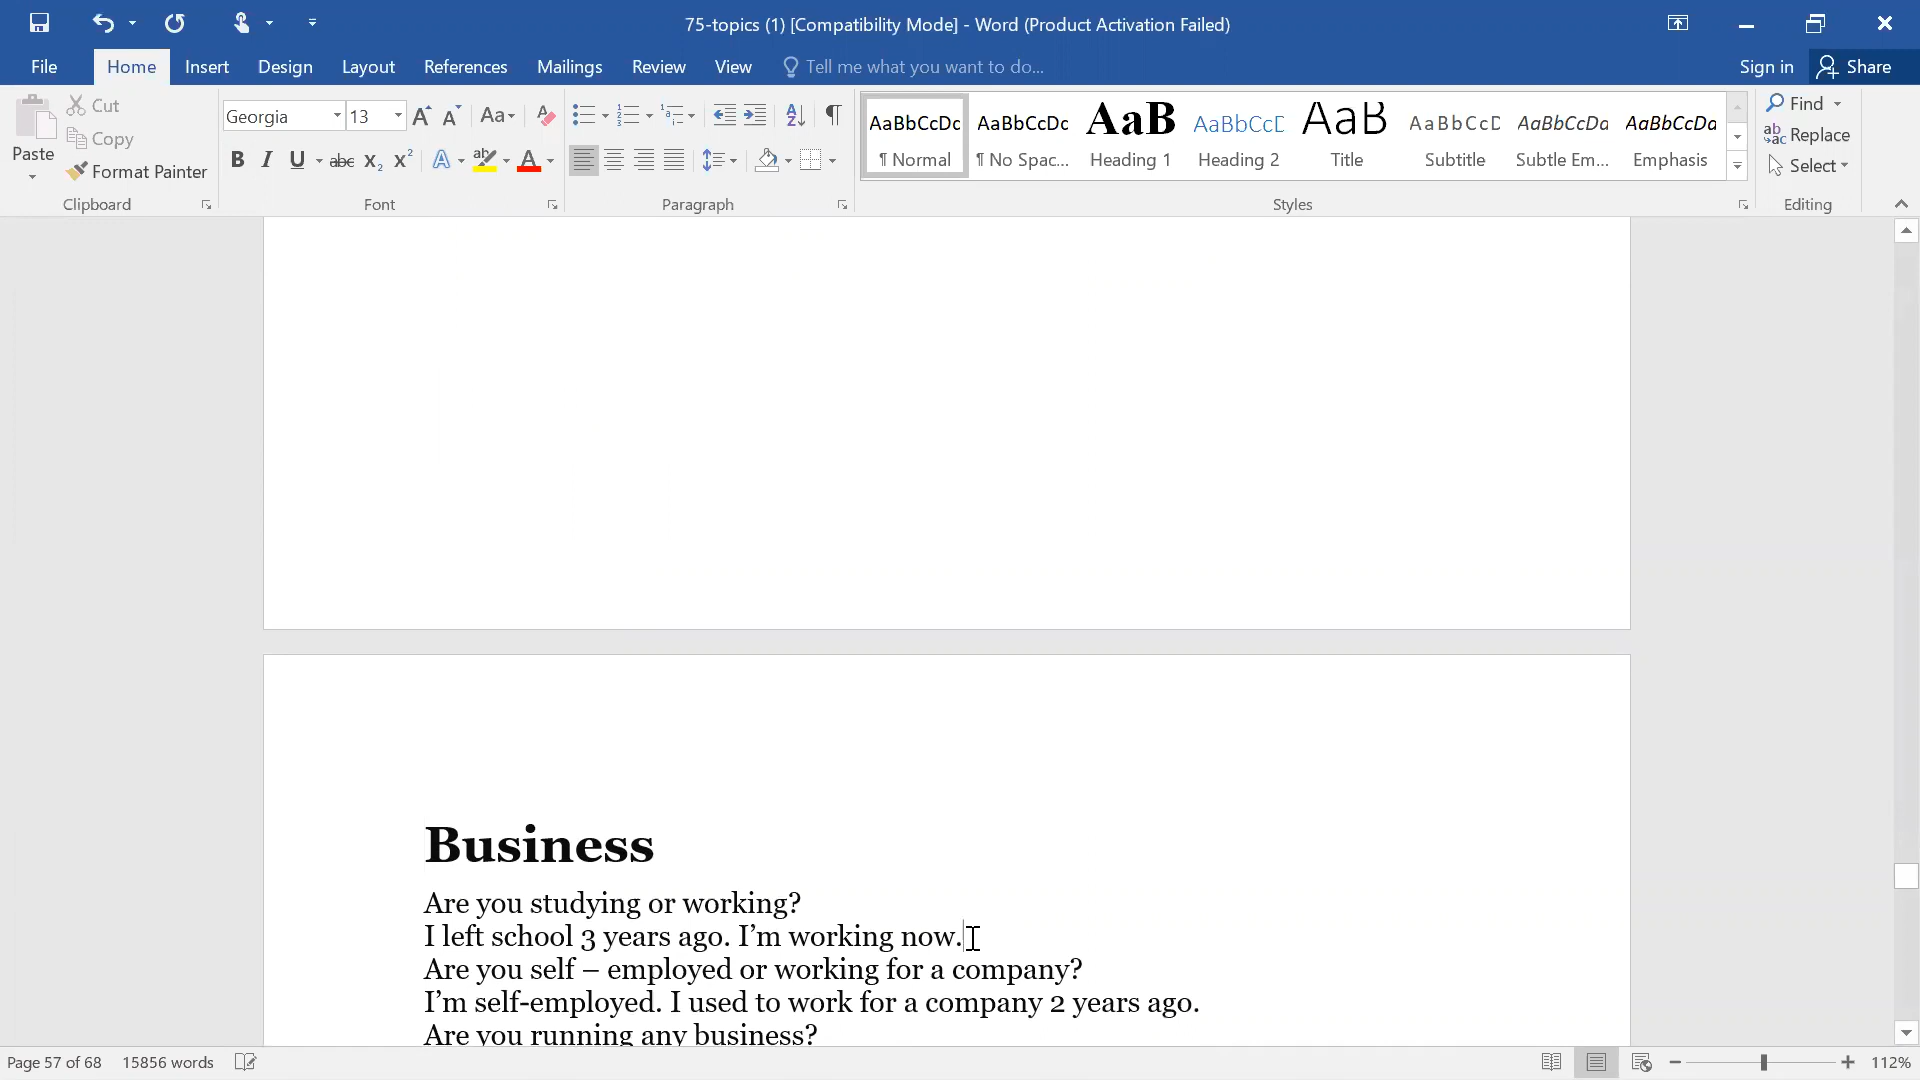 75-topics (1) [Compatibility Mode] - Word (Product Activation Failed)
File Home Insert Design Layout References Mailings Review View Tell me what you want to do... Sign in Share
Paste
Cut
Copy
Format Painter
Clipboard
Georgia 13
Font
Paragraph
AaBbCcDc AaBbCcDc AaB AaBbCcD AaB AaBbCcD AaBbCcDa AaBbCcDa
¶ Normal ¶ No Spac... Heading 1 Heading 2 Title Subtitle Subtle Em... Emphasis
Styles
Find
Replace
Select
Editing
Business
Are you studying or working?
I left school 3 years ago. I’m working now.
Are you self – employed or working for a company?
I’m self-employed. I used to work for a company 2 years ago.
Are you running any business?
Page 57 of 68 15856 words 112%